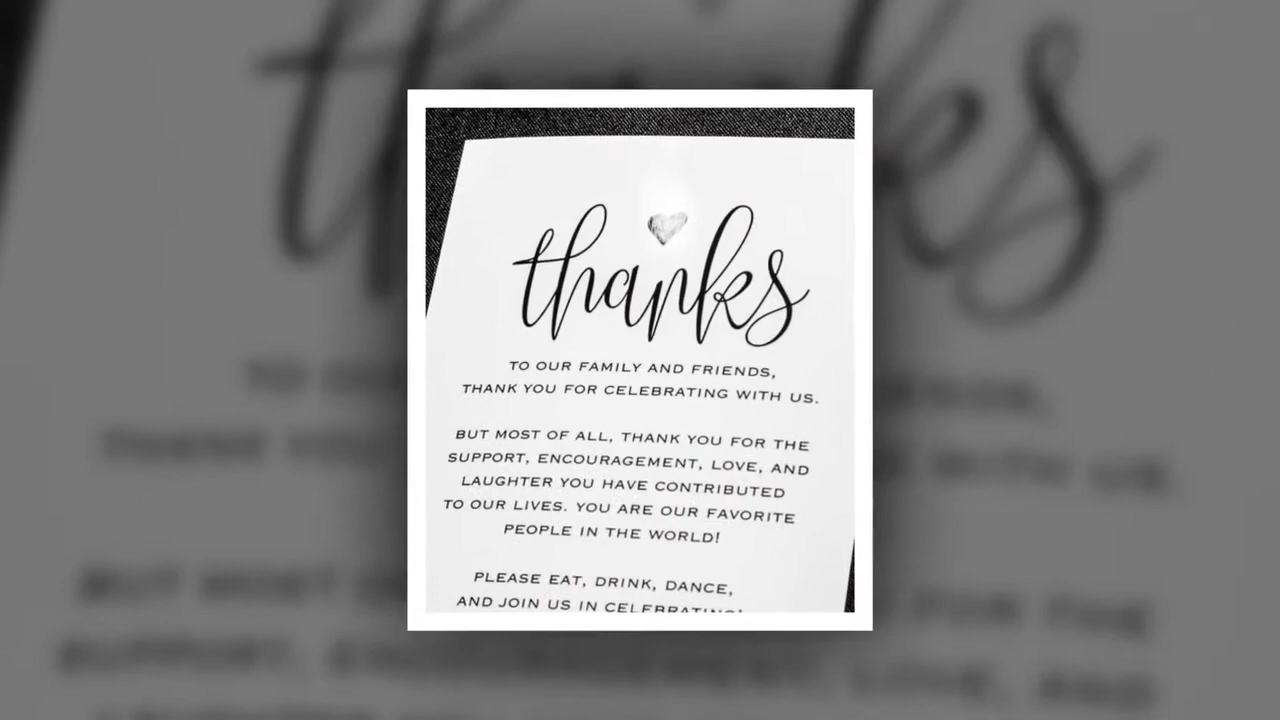 thanks
TO OUR FAMILY AND FRIENDS,
THANK YOU FOR CELEBRATING WITH US.
BUT MOST OF ALL, THANK YOU FOR THE
SUPPORT, ENCOURAGEMENT, LOVE, AND
LAUGHTER YOU HAVE CONTRIBUTED
TO OUR LIVES. YOU ARE OUR FAVORITE
PEOPLE IN THE WORLD!
PLEASE EAT, DRINK, DANCE,
AND JOIN US IN CELEBRATING!